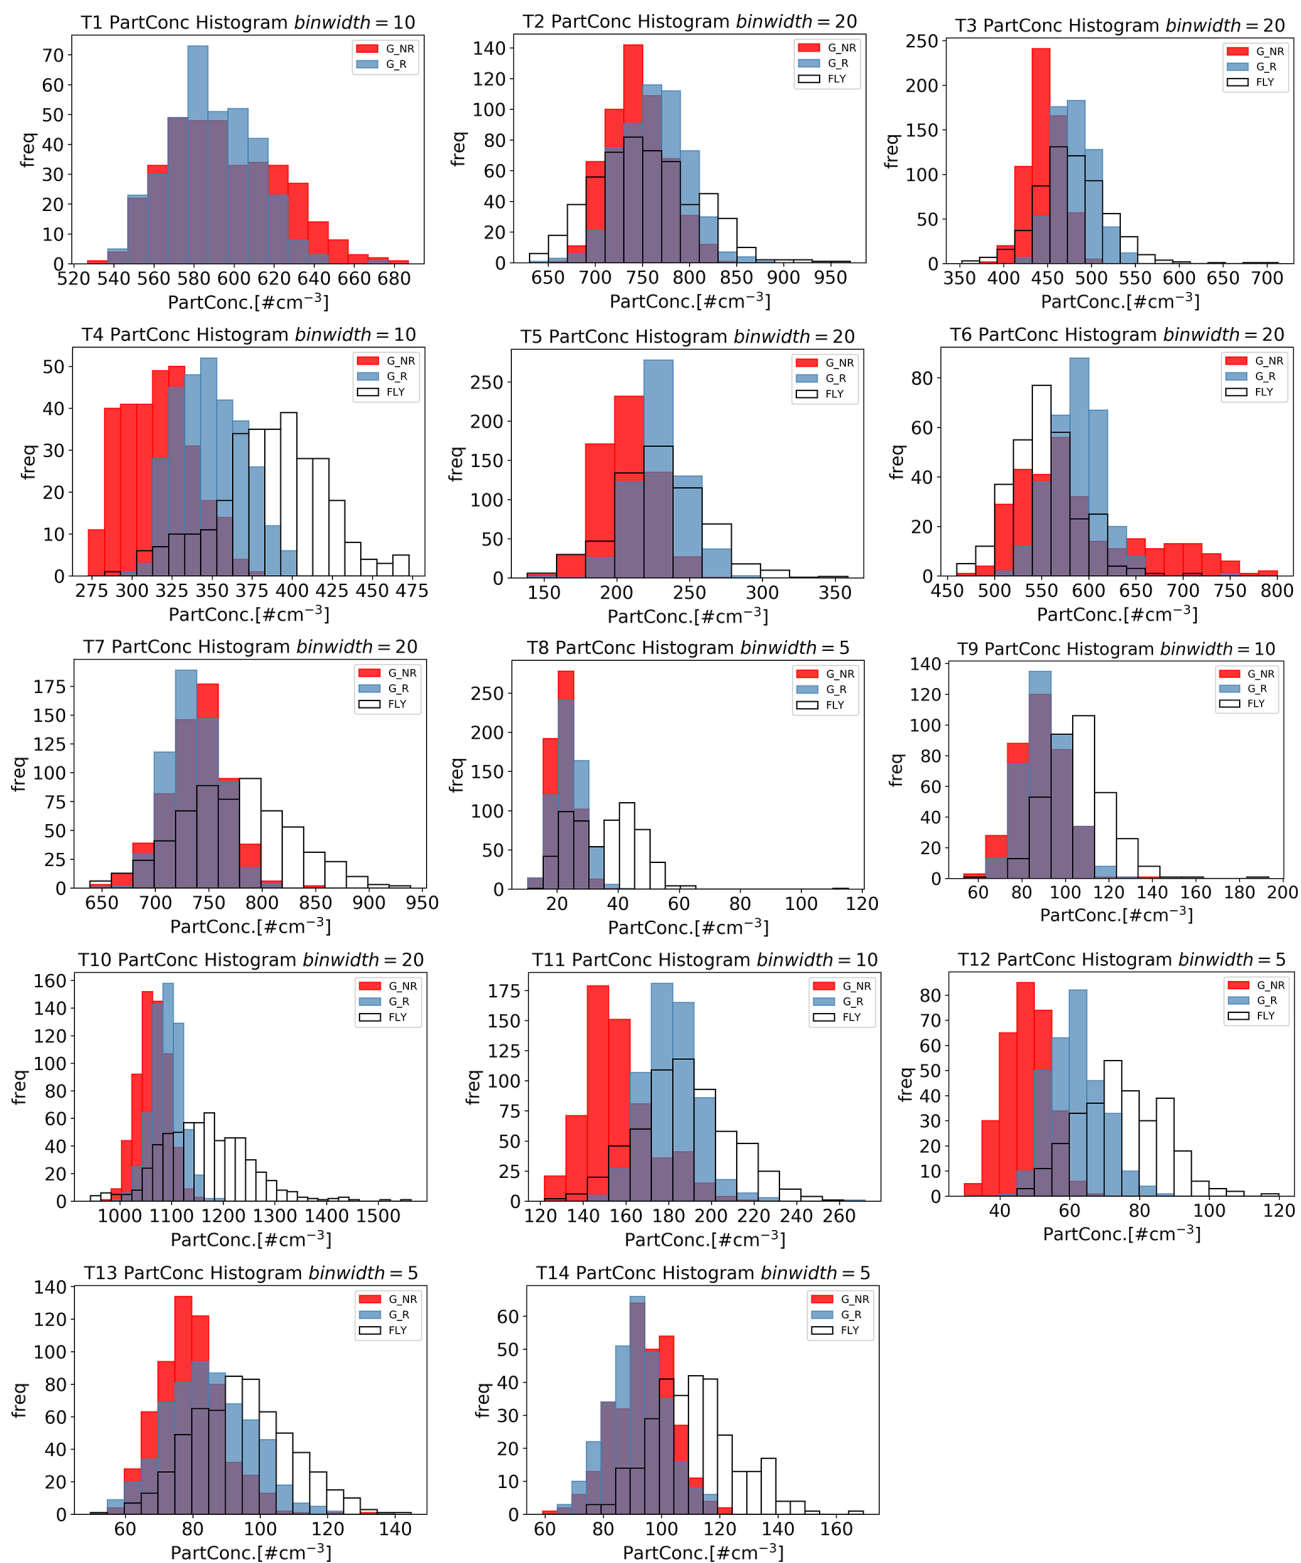 T1 PartConc Histogram binwidth = 10
G_NR
G_R
freq
70
60
50
40
30
20
10
0
520 560 600 640 680
PartConc.[#cm⁻³]
T2 PartConc Histogram binwidth = 20
G_NR
G_R
FLY
freq
140
120
100
80
60
40
20
0
650 700 750 800 850 900 950
PartConc.[#cm⁻³]
T3 PartConc Histogram binwidth = 20
G_NR
G_R
FLY
freq
250
200
150
100
50
0
350 400 450 500 550 600 650 700
PartConc.[#cm⁻³]
T4 PartConc Histogram binwidth = 10
G_NR
G_R
FLY
freq
50
40
30
20
10
0
275 300 325 350 375 400 425 450 475
PartConc.[#cm⁻³]
T5 PartConc Histogram binwidth = 20
G_NR
G_R
FLY
freq
250
200
150
100
50
0
150 200 250 300 350
PartConc.[#cm⁻³]
T6 PartConc Histogram binwidth = 20
G_NR
G_R
FLY
freq
80
60
40
20
0
450 500 550 600 650 700 750 800
PartConc.[#cm⁻³]
T7 PartConc Histogram binwidth = 20
G_NR
G_R
FLY
freq
175
150
125
100
75
50
25
0
650 700 750 800 850 900 950
PartConc.[#cm⁻³]
T8 PartConc Histogram binwidth = 5
G_NR
G_R
FLY
freq
250
200
150
100
50
0
20 40 60 80 100 120
PartConc.[#cm⁻³]
T9 PartConc Histogram binwidth = 10
G_NR
G_R
FLY
freq
140
120
100
80
60
40
20
0
60 80 100 120 140 160 180 200
PartConc.[#cm⁻³]
T10 PartConc Histogram binwidth = 20
G_NR
G_R
FLY
freq
160
140
120
100
80
60
40
20
0
1000 1100 1200 1300 1400 1500
PartConc.[#cm⁻³]
T11 PartConc Histogram binwidth = 10
G_NR
G_R
FLY
freq
175
150
125
100
75
50
25
0
120 140 160 180 200 220 240 260
PartConc.[#cm⁻³]
T12 PartConc Histogram binwidth = 5
G_NR
G_R
FLY
freq
80
70
60
50
40
30
20
10
0
40 60 80 100 120
PartConc.[#cm⁻³]
T13 PartConc Histogram binwidth = 5
G_NR
G_R
FLY
freq
140
120
100
80
60
40
20
0
60 80 100 120 140
PartConc.[#cm⁻³]
T14 PartConc Histogram binwidth = 5
G_NR
G_R
FLY
freq
60
50
40
30
20
10
0
60 80 100 120 140 160
PartConc.[#cm⁻³]